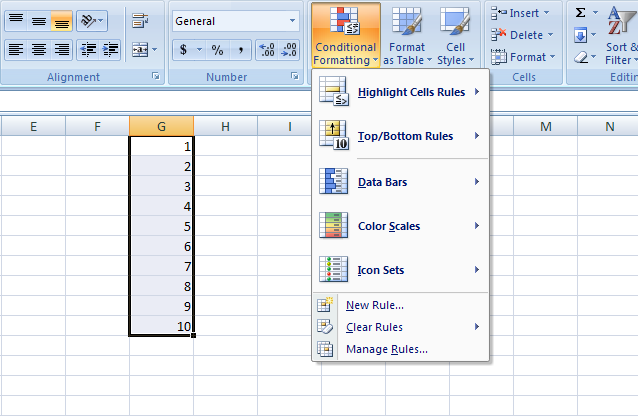 General
Conditional Formatting
Format as Table
Cell Styles
Insert
Delete
Format
Σ
Sort &
Filter
$ % ,
.0 .00
.00 .0
Alignment
Number
Cells
Editin
E F G H I M N
1
2
3
4
5
6
7
8
9
10
Highlight Cells Rules
Top/Bottom Rules
10
Data Bars
Color Scales
Icon Sets
New Rule...
Clear Rules
Manage Rules...